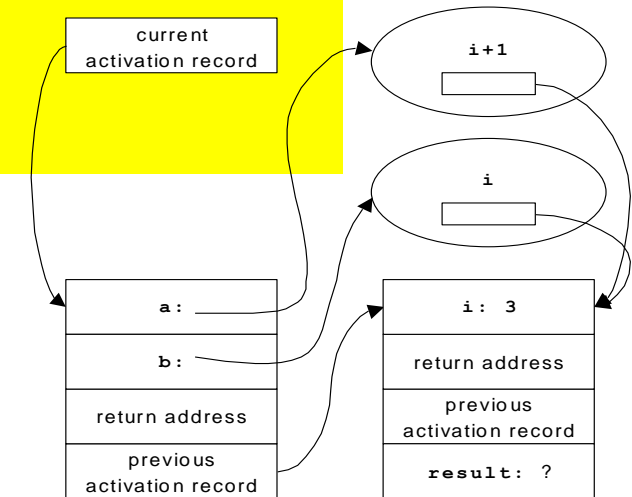 current
activation record
i+1
i
a:
b:
return address
previous
activation record
i: 3
return address
previous
activation record
result: ?